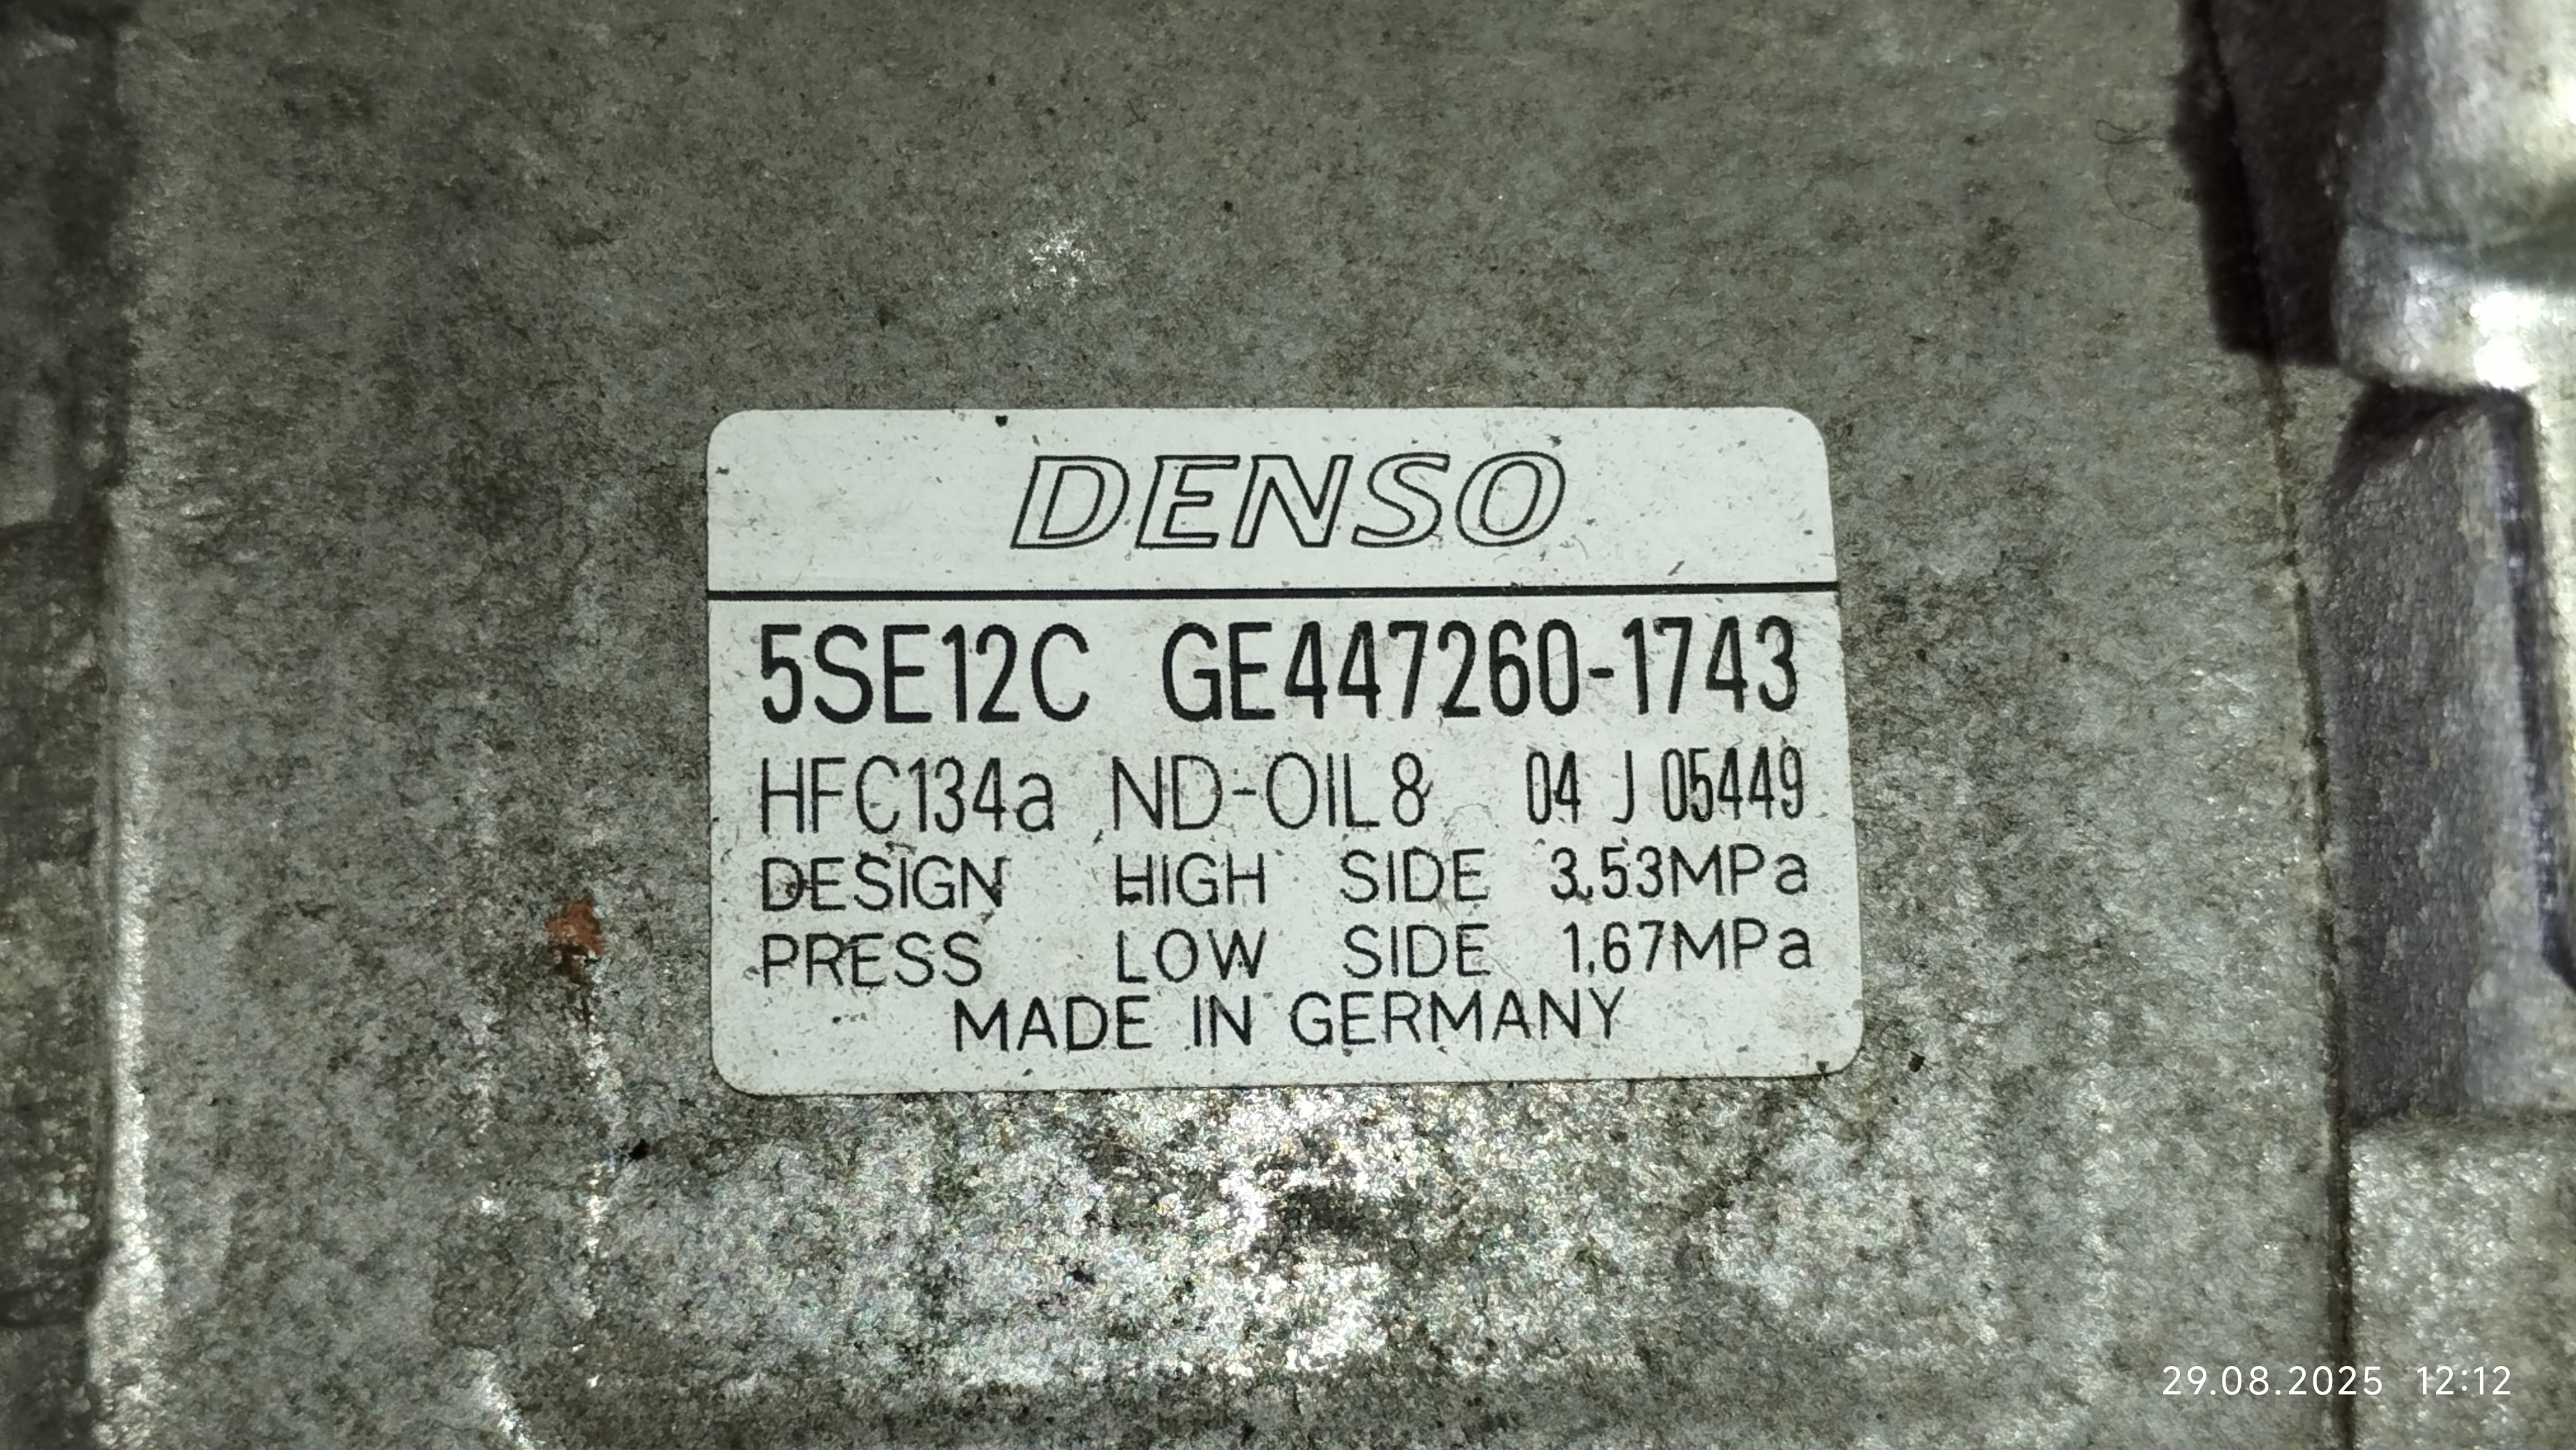 DENSO
5SE12C GE447260-1743
HFC134a ND-OIL8 04 J 05449
DESIGN HIGH SIDE 3.53MPa
PRESS LOW SIDE 1.67MPa
MADE IN GERMANY
29.08.2025 12:12